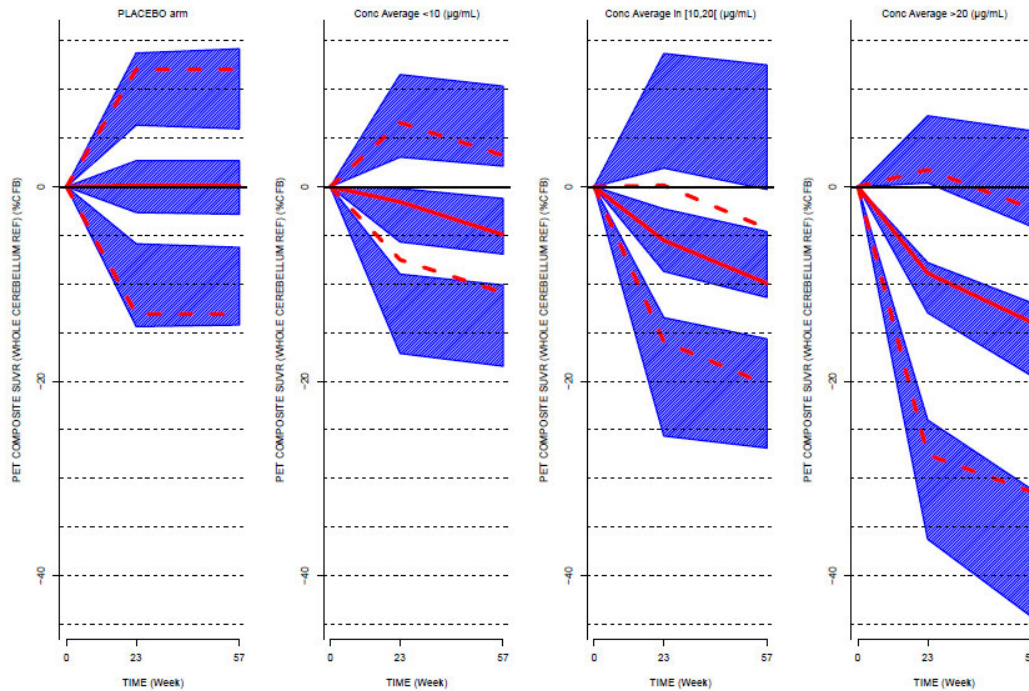 PLACEBO arm
Conc Average <10 (µg/mL)
Conc Average In [10,20[ (µg/mL)
Conc Average >20 (µg/mL)
PET COMPOSITE SUVR (WHOLE CEREBELLUM REF) (%CFB)
PET COMPOSITE SUVR (WHOLE CEREBELLUM REF) (%CFB)
PET COMPOSITE SUVR (WHOLE CEREBELLUM REF) (%CFB)
PET COMPOSITE SUVR (WHOLE CEREBELLUM REF) (%CFB)
0
−20
−40
0
−20
−40
0
−20
−40
0
−20
−40
0 23 57
0 23 57
0 23 57
0 23 57
TIME (Week)
TIME (Week)
TIME (Week)
TIME (Week)